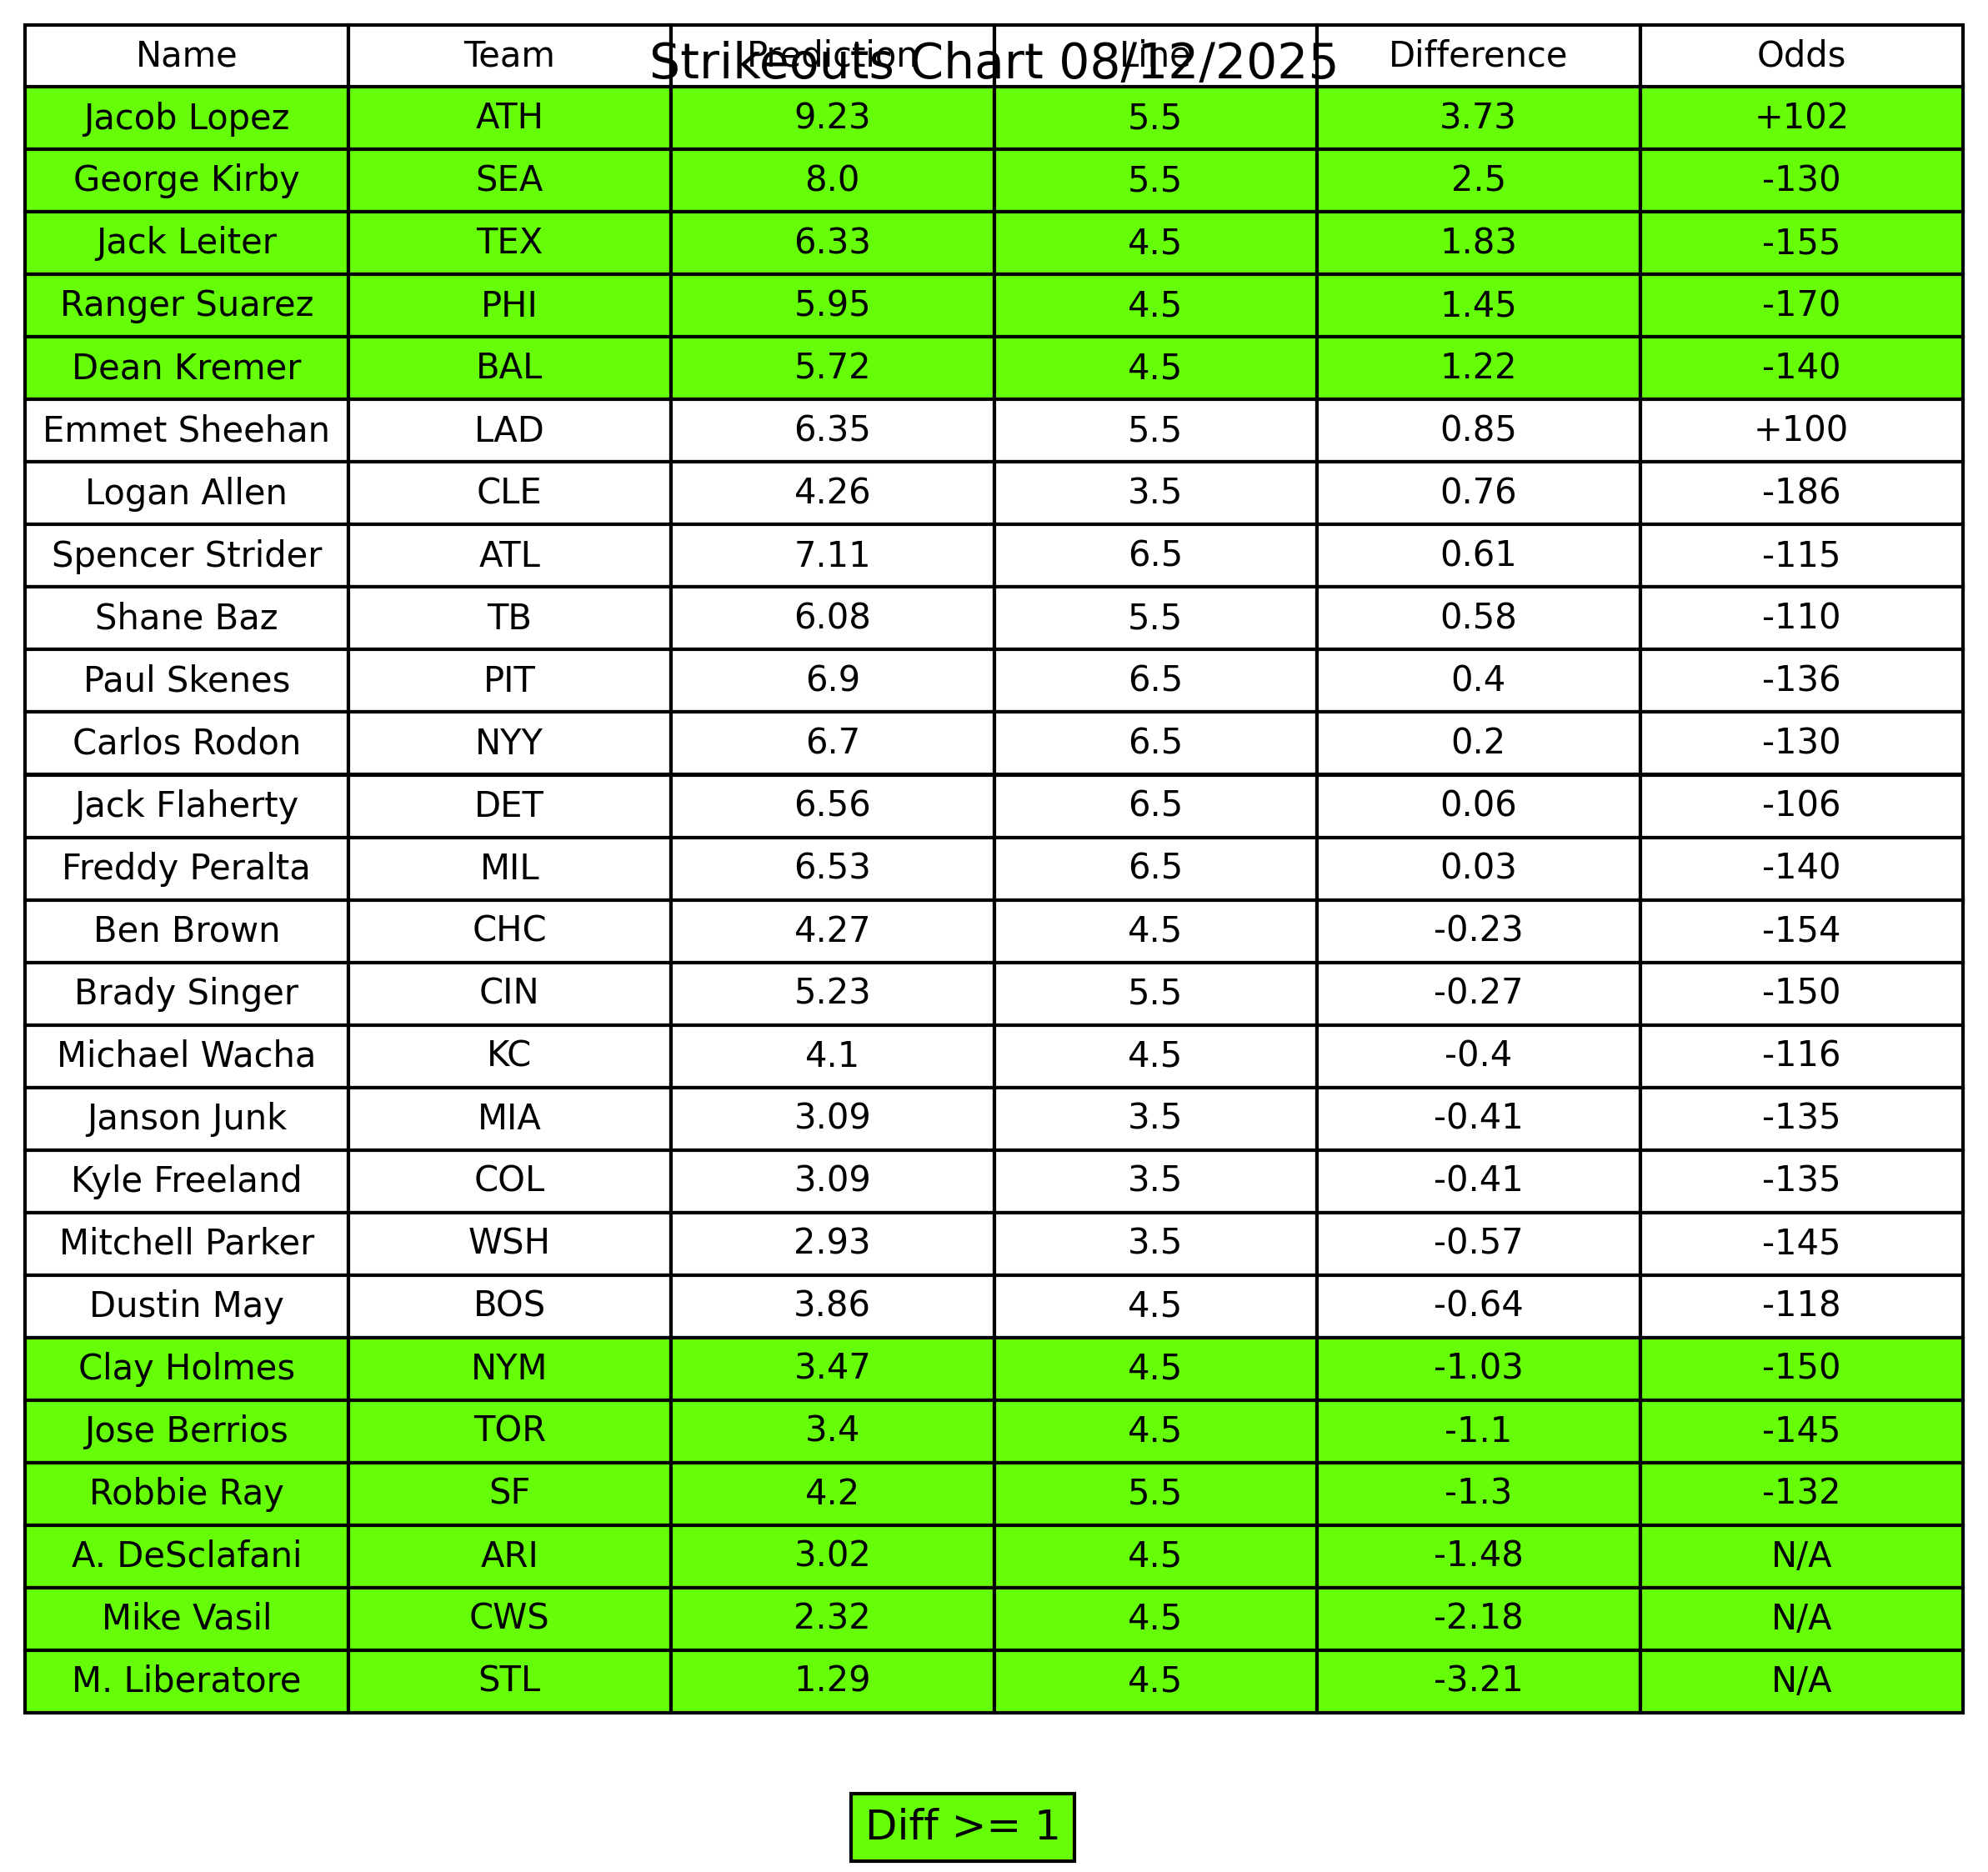 Strikeouts Chart 08/12/2025
Name Team Prediction Line Difference Odds
Jacob Lopez ATH 9.23 5.5 3.73 +102
George Kirby SEA 8.0 5.5 2.5 -130
Jack Leiter TEX 6.33 4.5 1.83 -155
Ranger Suarez PHI 5.95 4.5 1.45 -170
Dean Kremer BAL 5.72 4.5 1.22 -140
Emmet Sheehan LAD 6.35 5.5 0.85 +100
Logan Allen CLE 4.26 3.5 0.76 -186
Spencer Strider ATL 7.11 6.5 0.61 -115
Shane Baz TB 6.08 5.5 0.58 -110
Paul Skenes PIT 6.9 6.5 0.4 -136
Carlos Rodon NYY 6.7 6.5 0.2 -130
Jack Flaherty DET 6.56 6.5 0.06 -106
Freddy Peralta MIL 6.53 6.5 0.03 -140
Ben Brown CHC 4.27 4.5 -0.23 -154
Brady Singer CIN 5.23 5.5 -0.27 -150
Michael Wacha KC 4.1 4.5 -0.4 -116
Janson Junk MIA 3.09 3.5 -0.41 -135
Kyle Freeland COL 3.09 3.5 -0.41 -135
Mitchell Parker WSH 2.93 3.5 -0.57 -145
Dustin May BOS 3.86 4.5 -0.64 -118
Clay Holmes NYM 3.47 4.5 -1.03 -150
Jose Berrios TOR 3.4 4.5 -1.1 -145
Robbie Ray SF 4.2 5.5 -1.3 -132
A. DeSclafani ARI 3.02 4.5 -1.48 N/A
Mike Vasil CWS 2.32 4.5 -2.18 N/A
M. Liberatore STL 1.29 4.5 -3.21 N/A
Diff >= 1